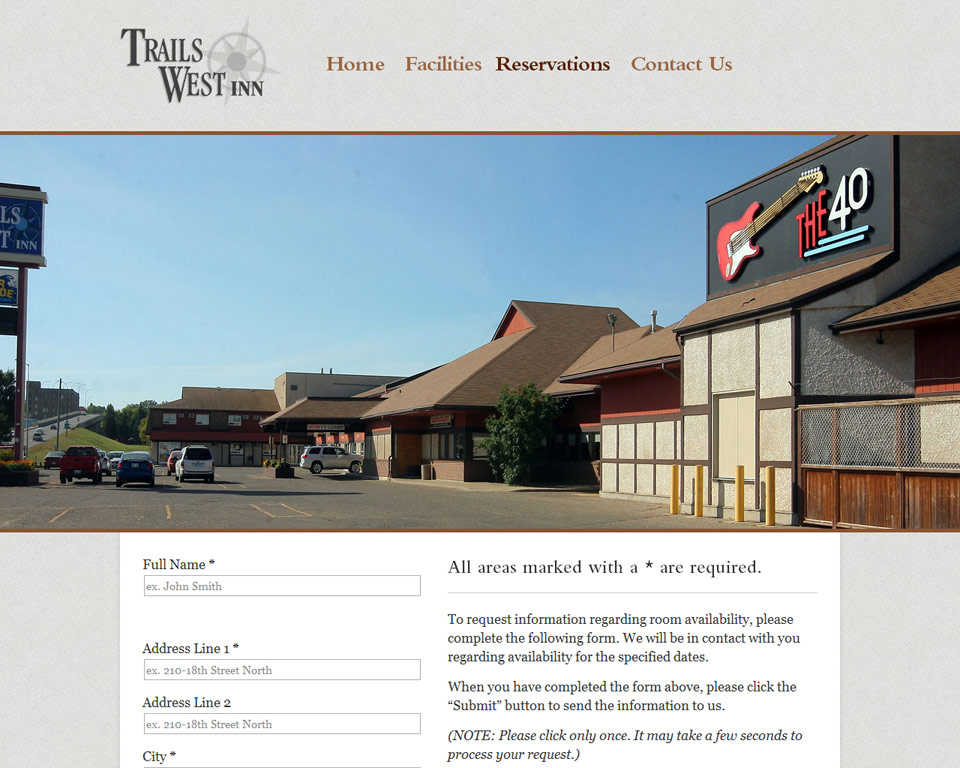 TRAILS
WEST INN
Home Facilities Reservations Contact Us
LS
T INN
THE 40
Full Name *
ex. John Smith
Address Line 1 *
ex. 210-18th Street North
Address Line 2
ex. 210-18th Street North
City *
All areas marked with a * are required.
To request information regarding room availability, please
complete the following form. We will be in contact with you
regarding availability for the specified dates.
When you have completed the form above, please click the
“Submit” button to send the information to us.
(NOTE: Please click only once. It may take a few seconds to
process your request.)